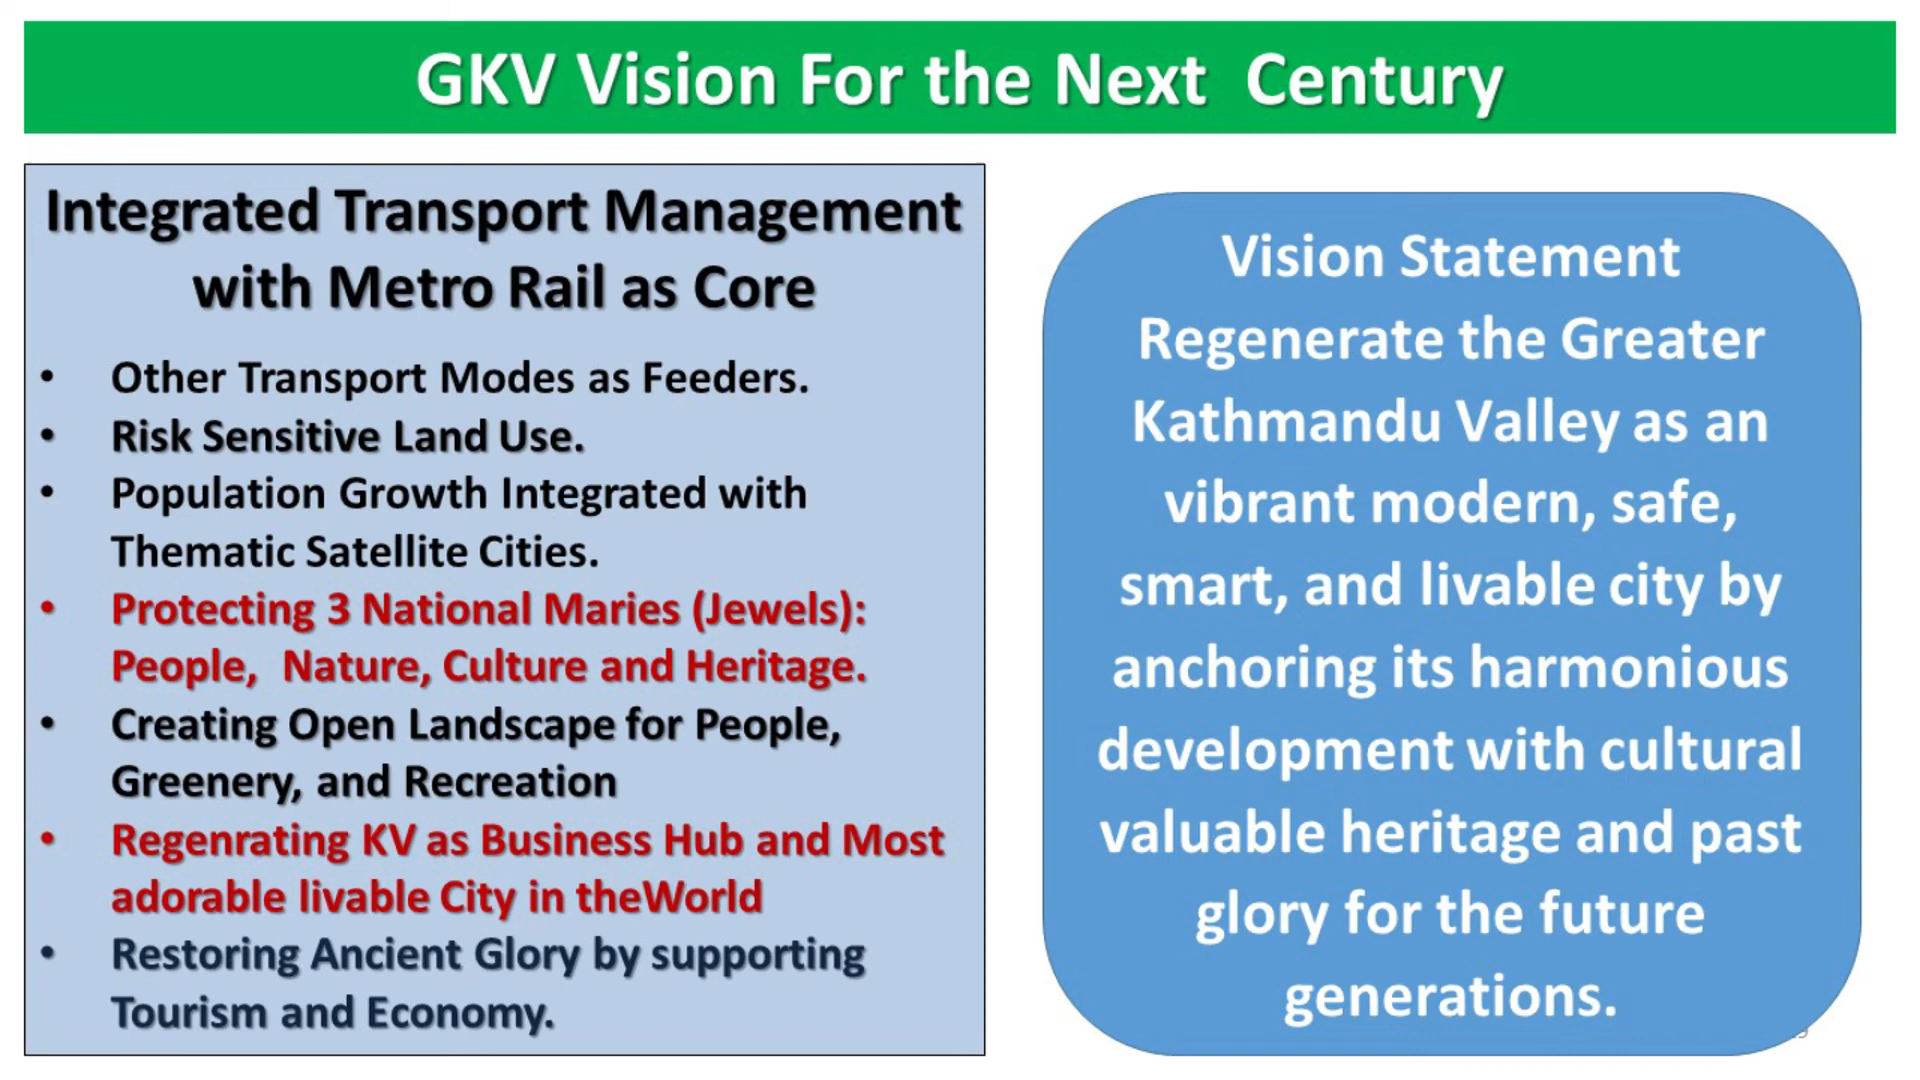 GKV Vision For the Next Century
Integrated Transport Management
with Metro Rail as Core
• Other Transport Modes as Feeders.
• Risk Sensitive Land Use.
• Population Growth Integrated with
Thematic Satellite Cities.
• Protecting 3 National Maries (Jewels):
People, Nature, Culture and Heritage.
• Creating Open Landscape for People,
Greenery, and Recreation
• Regenrating KV as Business Hub and Most
adorable livable City in theWorld
• Restoring Ancient Glory by supporting
Tourism and Economy.
Vision Statement
Regenerate the Greater
Kathmandu Valley as an
vibrant modern, safe,
smart, and livable city by
anchoring its harmonious
development with cultural
valuable heritage and past
glory for the future
generations.